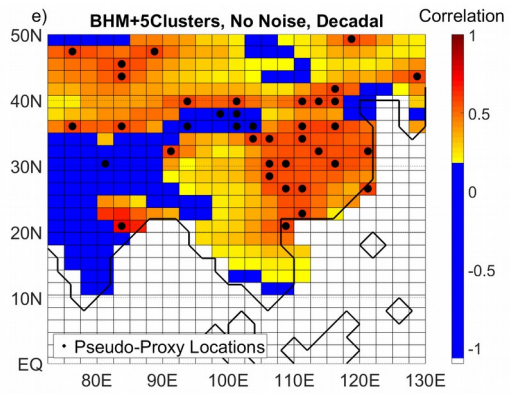 e)
BHM+5Clusters, No Noise, Decadal
Correlation
50N
40N
30N
20N
10N
EQ
• Pseudo-Proxy Locations
80E 90E 100E 110E 120E 130E
1
0.5
0
-0.5
-1